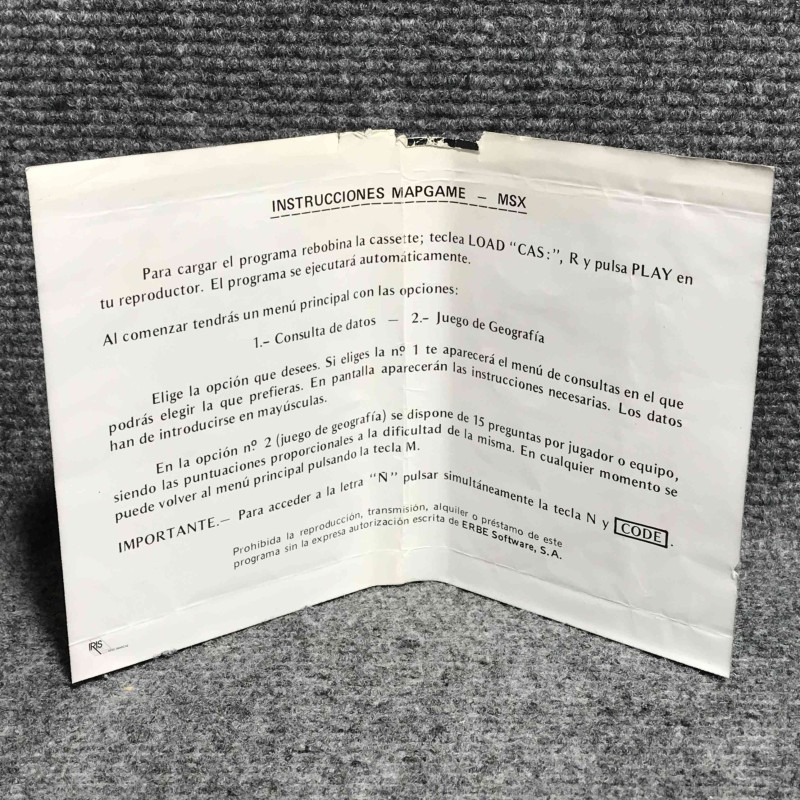 INSTRUCCIONES MAPGAME – MSX
Para cargar el programa rebobina la cassette; teclea LOAD "CAS:", R y pulsa PLAY en
tu reproductor. El programa se ejecutará automáticamente.
Al comenzar tendrás un menú principal con las opciones:
1.– Consulta de datos – 2.– Juego de Geografía
Elige la opción que desees. Si eliges la nº 1 te aparecerá el menú de consultas en el que
podrás elegir la que prefieras. En pantalla aparecerán las instrucciones necesarias. Los datos
han de introducirse en mayúsculas.
En la opción nº 2 (juego de geografía) se dispone de 15 preguntas por jugador o equipo,
siendo las puntuaciones proporcionales a la dificultad de la misma. En cualquier momento se
puede volver al menú principal pulsando la tecla M.
IMPORTANTE.– Para acceder a la letra "Ñ" pulsar simultáneamente la tecla N y CODE.
Prohibida la reproducción, transmisión, alquiler o préstamo de este
programa sin la expresa autorización escrita de ERBE Software, S.A.
IRIS